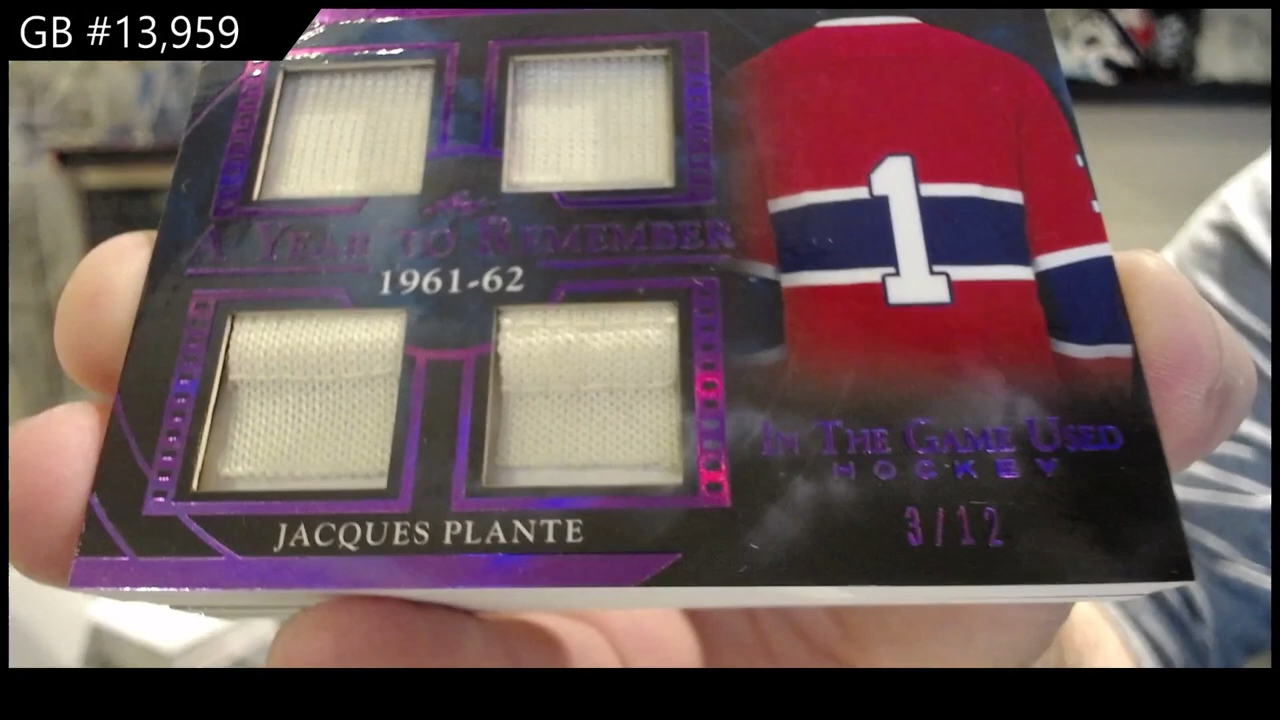 GB #13,959
A YEAR TO REMEMBER
1961-62
1
IN THE GAME USED
HOCKEY
3/12
JACQUES PLANTE